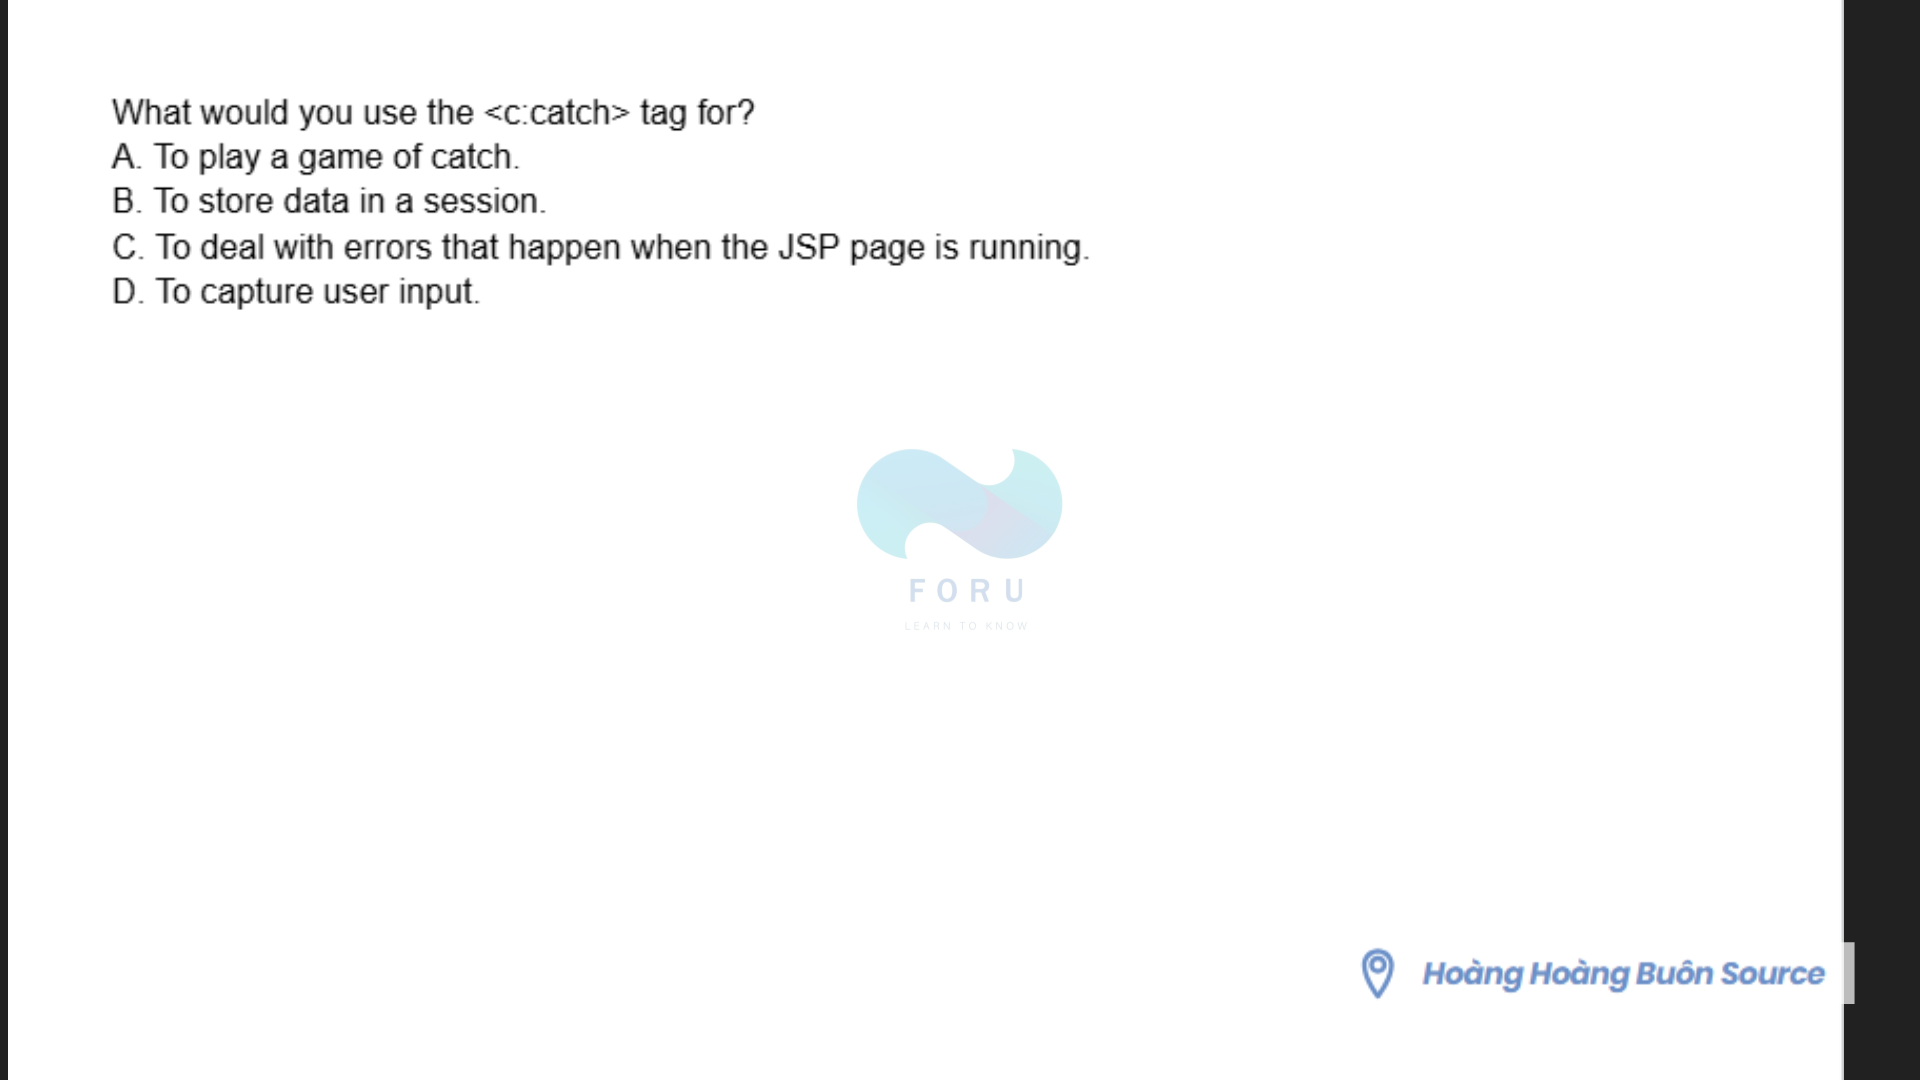 What would you use the <c:catch> tag for?
A. To play a game of catch.
B. To store data in a session.
C. To deal with errors that happen when the JSP page is running.
D. To capture user input.
FORU
LEARN TO KNOW
Hoàng Hoàng Buôn Source